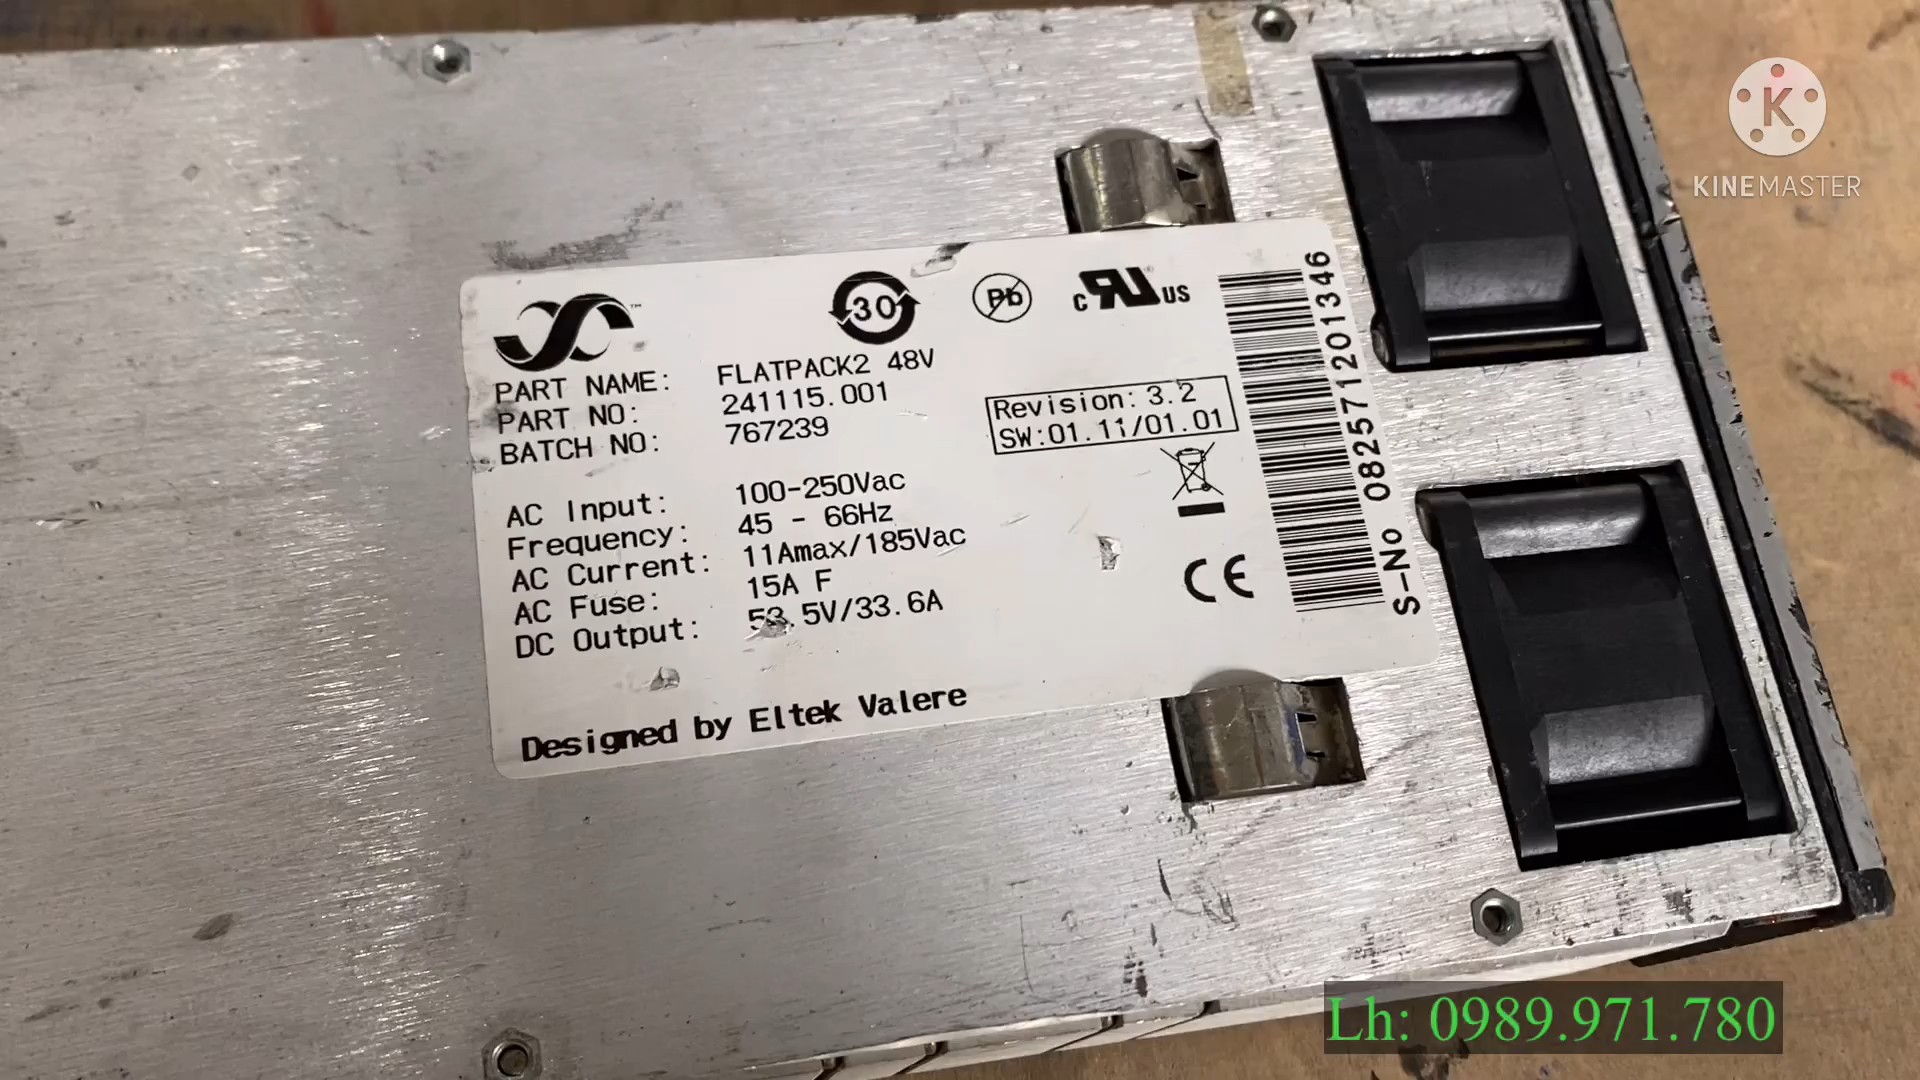 K
KINEMASTER
™
30
Pb
c RU ® US
PART NAME: FLATPACK2 48V
PART NO: 241115.001
BATCH NO: 767239
Revision: 3.2
SW:01.11/01.01
AC Input: 100-250Vac
Frequency: 45 - 66Hz
AC Current: 11Amax/185Vac
AC Fuse: 15A F
DC Output: 53.5V/33.6A
CE
S-No 082571201346
Designed by Eltek Valere
Lh: 0989.971.780